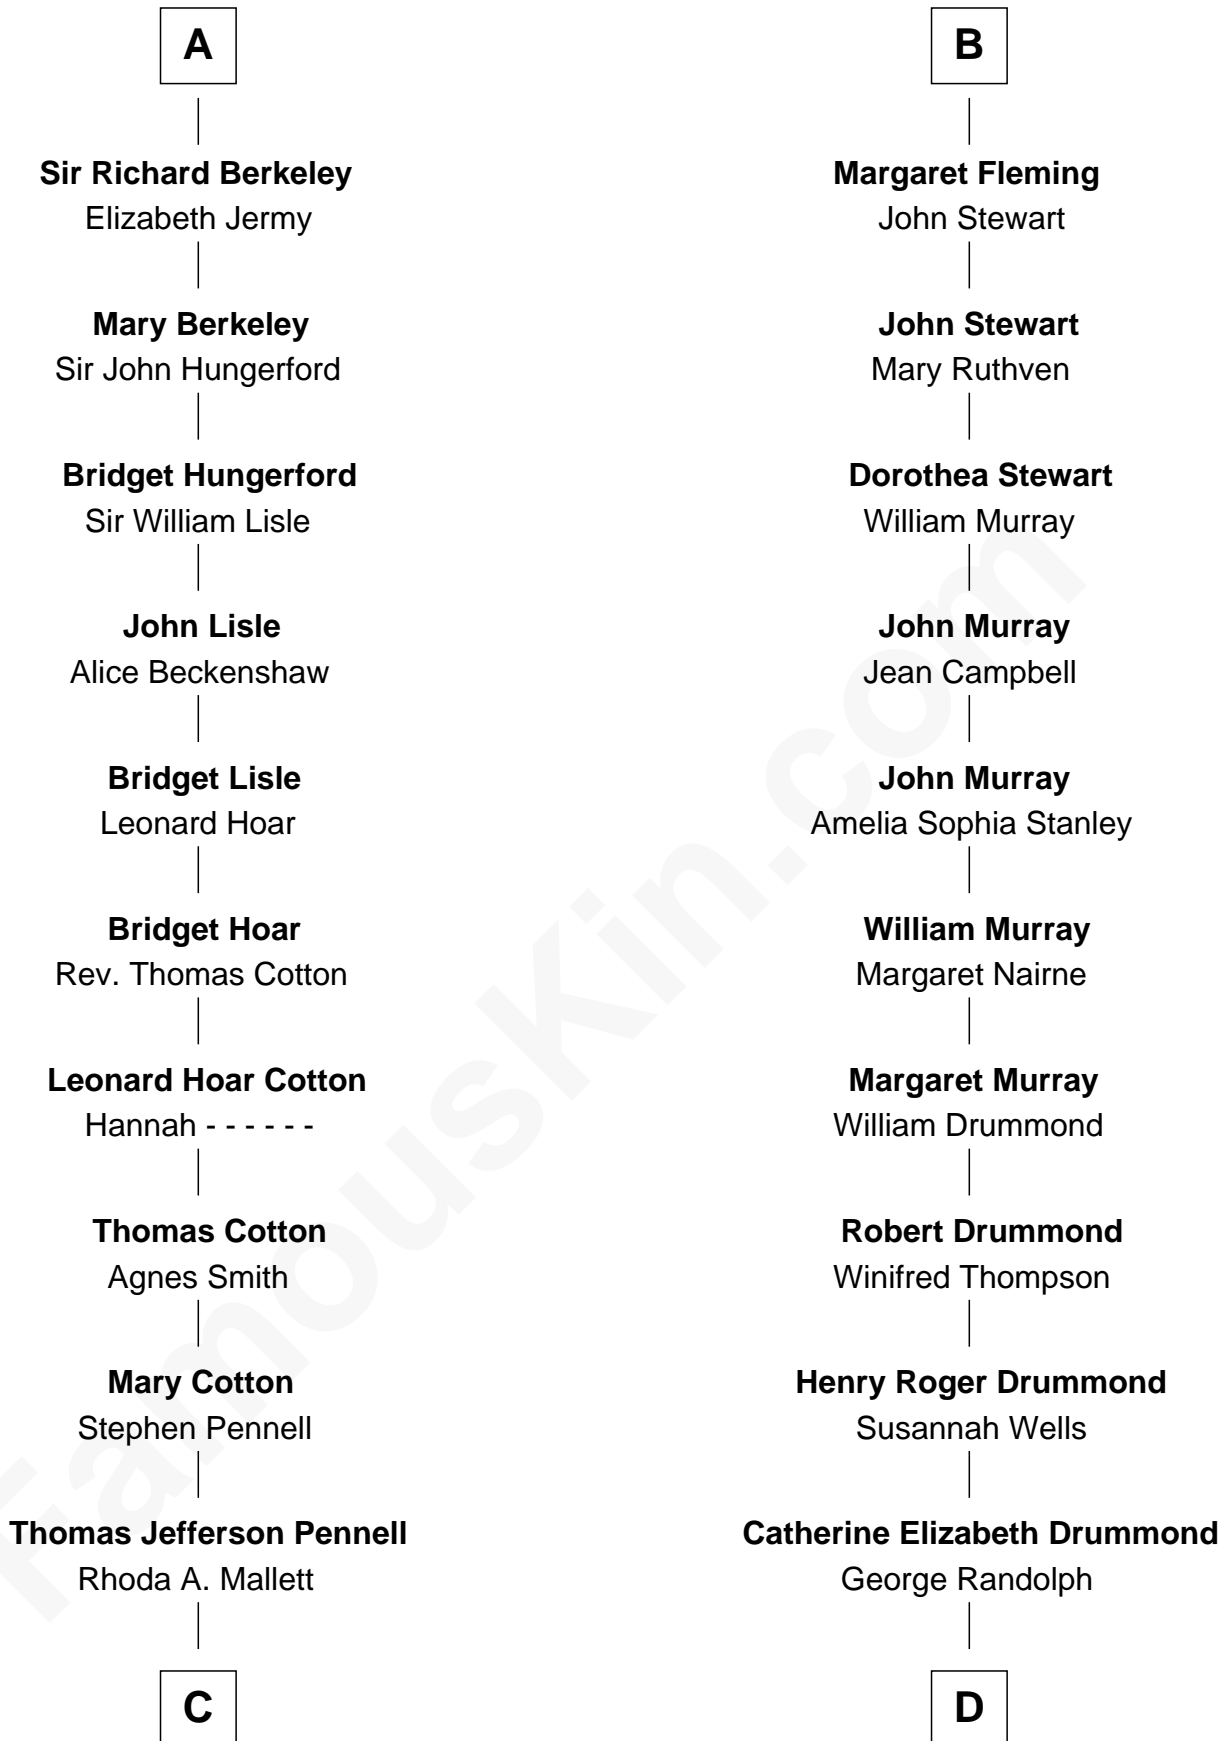 A
Sir Richard Berkeley
Elizabeth Jermy
Mary Berkeley
Sir John Hungerford
Bridget Hungerford
Sir William Lisle
John Lisle
Alice Beckenshaw
Bridget Lisle
Leonard Hoar
Bridget Hoar
Rev. Thomas Cotton
Leonard Hoar Cotton
Hannah - - - - - -
Thomas Cotton
Agnes Smith
Mary Cotton
Stephen Pennell
Thomas Jefferson Pennell
Rhoda A. Mallett
C
B
Margaret Fleming
John Stewart
John Stewart
Mary Ruthven
Dorothea Stewart
William Murray
John Murray
Jean Campbell
John Murray
Amelia Sophia Stanley
William Murray
Margaret Nairne
Margaret Murray
William Drummond
Robert Drummond
Winifred Thompson
Henry Roger Drummond
Susannah Wells
Catherine Elizabeth Drummond
George Randolph
D
FamousKin.com